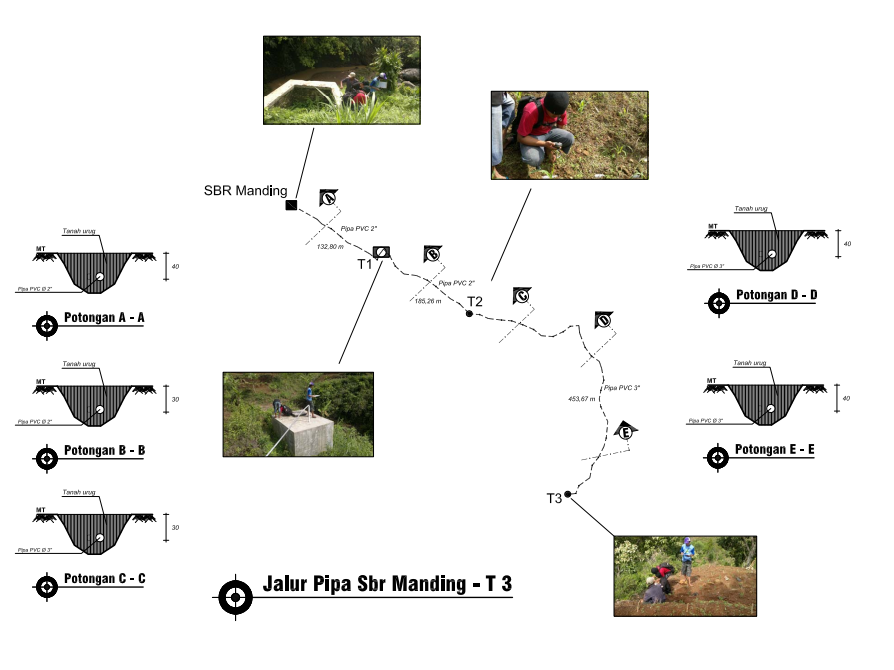 SBR Manding
A
Pipa PVC 2"
132,80 m
T1
B
Pipa PVC 2"
185,26 m
T2
C
D
Pipa PVC 3"
453,67 m
E
T3
Tanah urug
MT
40
Pipa PVC Ø 2"
Potongan A - A
Tanah urug
MT
30
Pipa PVC Ø 2"
Potongan B - B
Tanah urug
MT
30
Pipa PVC Ø 3"
Potongan C - C
Tanah urug
MT
40
Pipa PVC Ø 3"
Potongan D - D
Tanah urug
MT
40
Pipa PVC Ø 3"
Potongan E - E
Jalur Pipa Sbr Manding - T 3